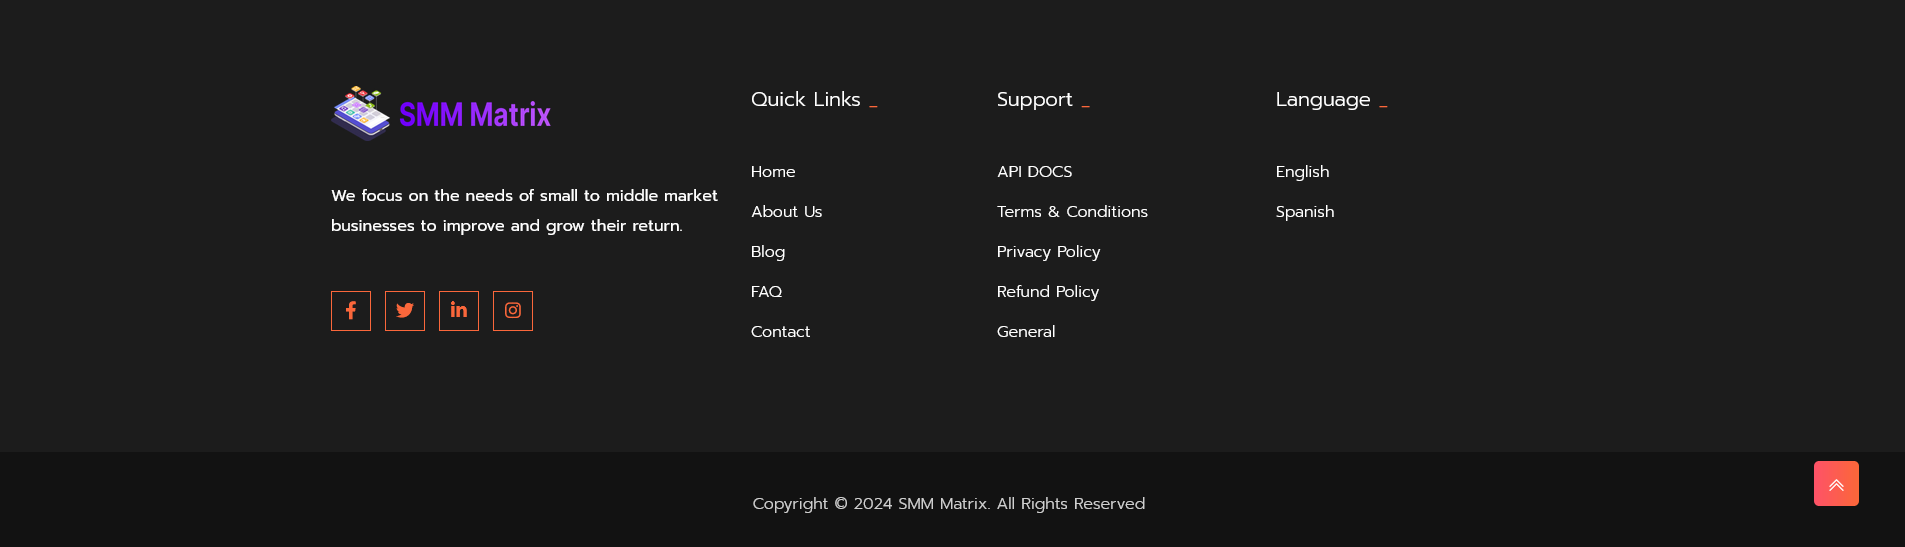 SMM Matrix
We focus on the needs of small to middle market
businesses to improve and grow their return.
Quick Links _
Home
About Us
Blog
FAQ
Contact
Support _
API DOCS
Terms & Conditions
Privacy Policy
Refund Policy
General
Language _
English
Spanish
Copyright © 2024 SMM Matrix. All Rights Reserved